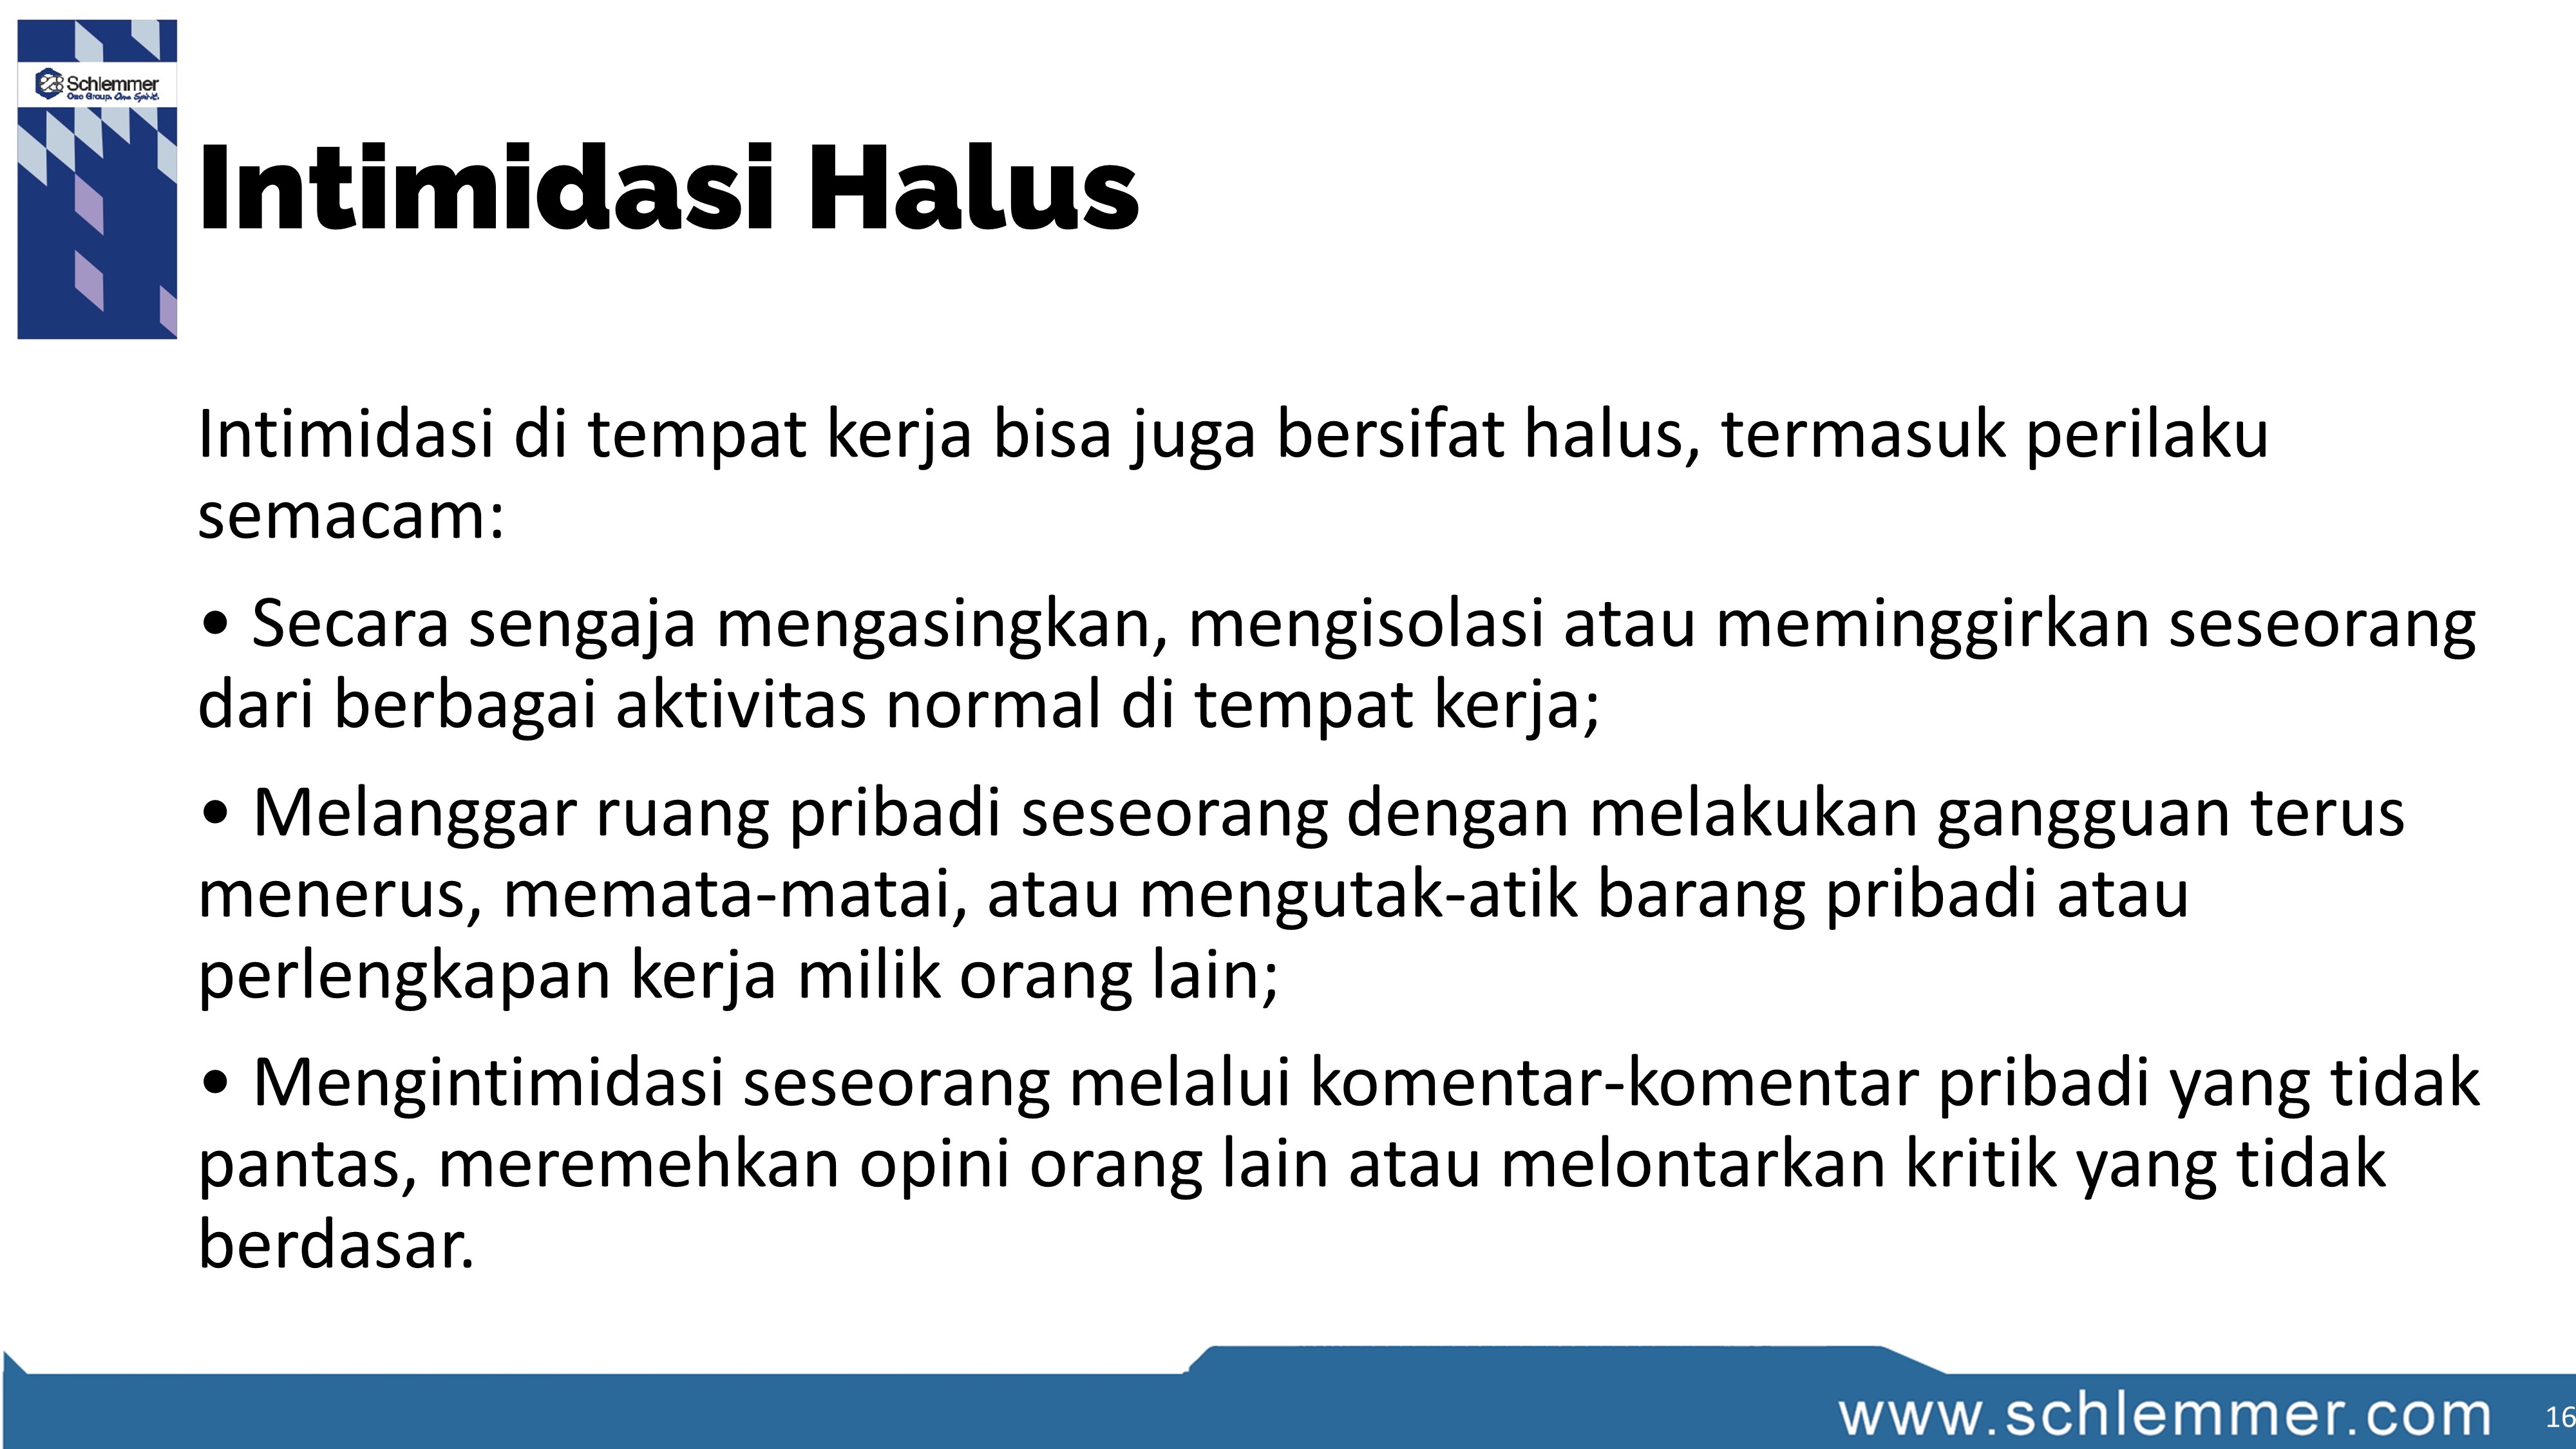 Schlemmer
One Group. One Spirit.
Intimidasi Halus
Intimidasi di tempat kerja bisa juga bersifat halus, termasuk perilaku
semacam:
• Secara sengaja mengasingkan, mengisolasi atau meminggirkan seseorang
dari berbagai aktivitas normal di tempat kerja;
• Melanggar ruang pribadi seseorang dengan melakukan gangguan terus
menerus, memata-matai, atau mengutak-atik barang pribadi atau
perlengkapan kerja milik orang lain;
• Mengintimidasi seseorang melalui komentar-komentar pribadi yang tidak
pantas, meremehkan opini orang lain atau melontarkan kritik yang tidak
berdasar.
www.schlemmer.com
16